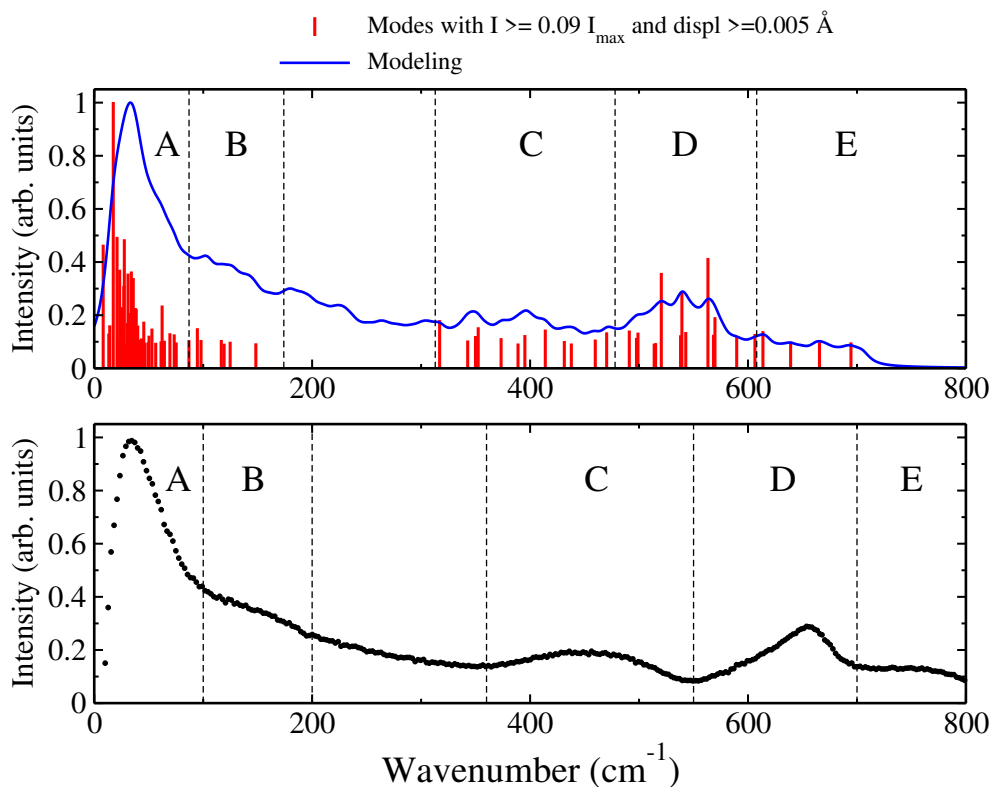 Modes with I >= 0.09 I_max and displ >=0.005 Å
Modeling
Intensity (arb. units)
1
0.8
0.6
0.4
0.2
0
A B C D E
0 200 400 600 800
Intensity (arb. units)
1
0.8
0.6
0.4
0.2
0
A B C D E
0 200 400 600 800
Wavenumber (cm⁻¹)